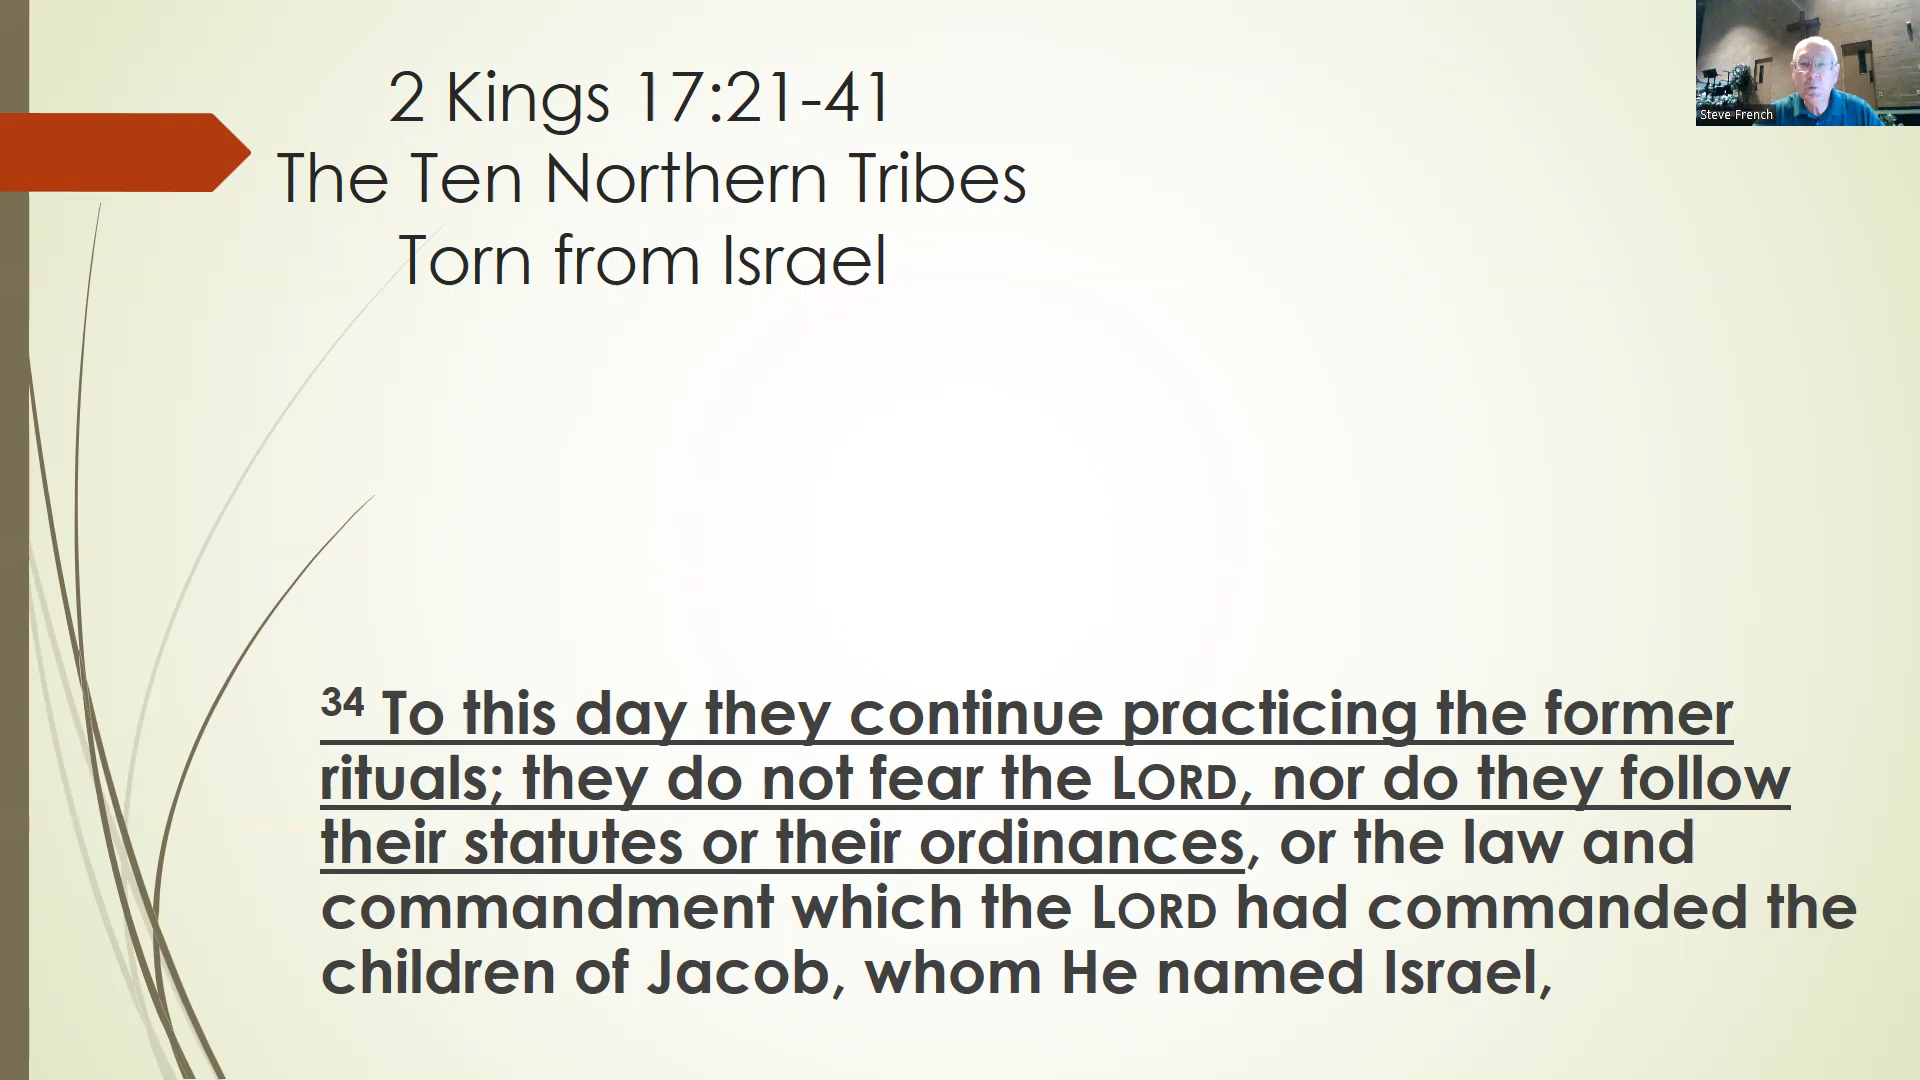 2 Kings 17:21-41
The Ten Northern Tribes
Torn from Israel
Steve French
34 To this day they continue practicing the former
rituals; they do not fear the LORD, nor do they follow
their statutes or their ordinances, or the law and
commandment which the LORD had commanded the
children of Jacob, whom He named Israel,